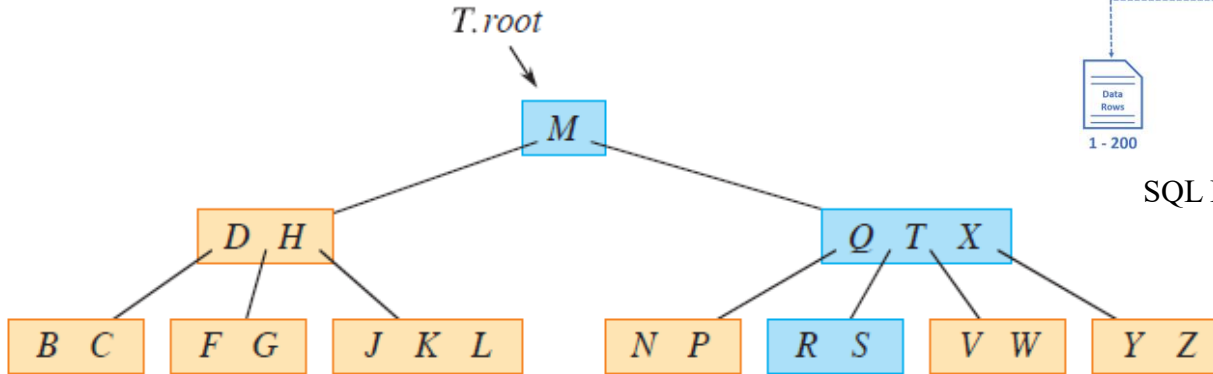 T.root
M
Data
Rows
1 - 200
SQL
D H
Q T X
B C
F G
J K L
N P
R S
V W
Y Z